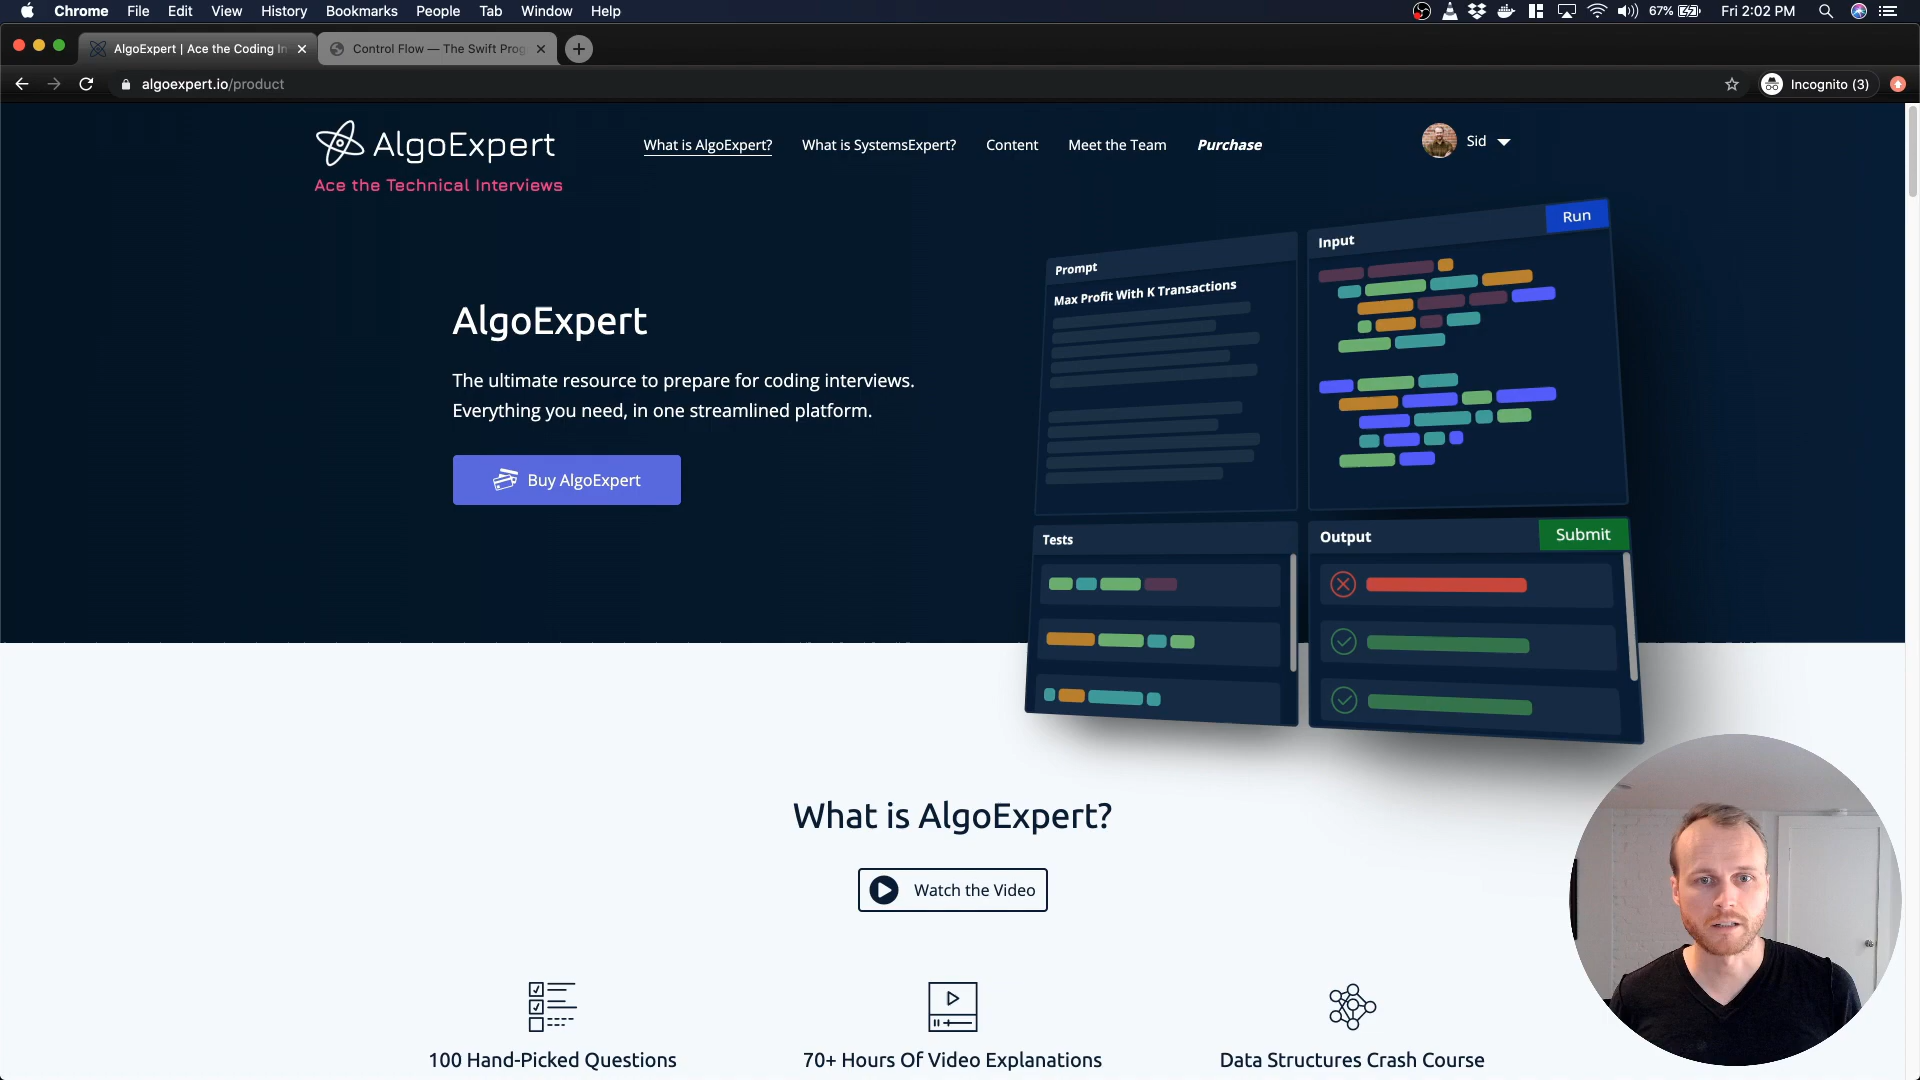 Chrome File Edit View History Bookmarks People Tab Window Help
67% Fri 2:02 PM
AlgoExpert | Ace the Coding In
Control Flow — The Swift Prog
algoexpert.io/product
Incognito (3)
AlgoExpert
Ace the Technical Interviews
What is AlgoExpert? What is SystemsExpert? Content Meet the Team Purchase
Sid
Run
Input
Prompt
Max Profit With K Transactions
AlgoExpert
The ultimate resource to prepare for coding interviews.
Everything you need, in one streamlined platform.
Buy AlgoExpert
Tests
Output
Submit
What is AlgoExpert?
Watch the Video
100 Hand-Picked Questions
70+ Hours Of Video Explanations
Data Structures Crash Course